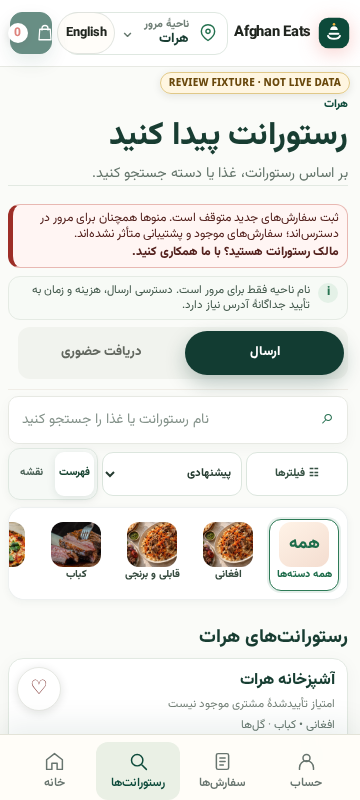 Afghan Eats
ناحیهٔ مرور
هرات
English
0
REVIEW FIXTURE · NOT LIVE DATA
هرات
رستورانت پیدا کنید
بر اساس رستورانت، غذا یا دسته جستجو کنید.
ثبت سفارش‌های جدید متوقف است. منوها همچنان برای مرور در
دسترس‌اند؛ سفارش‌های موجود و پشتیبانی متأثر نشده‌اند.
مالک رستورانت هستید؟ با ما همکاری کنید.
نام ناحیه فقط برای مرور است. دسترسی ارسال، هزینه و زمان به
تأیید جداگانهٔ آدرس نیاز دارد.
ارسال
دریافت حضوری
نام رستورانت یا غذا را جستجو کنید
فیلترها
پیشنهادی
فهرست
نقشه
همه
همه دسته‌ها
افغانی
قابلی و برنجی
کباب
رستورانت‌های هرات
آشپزخانه هرات
امتیاز تأییدشدهٔ مشتری موجود نیست
افغانی • کباب · گل‌ها
حساب
سفارش‌ها
رستورانت‌ها
خانه